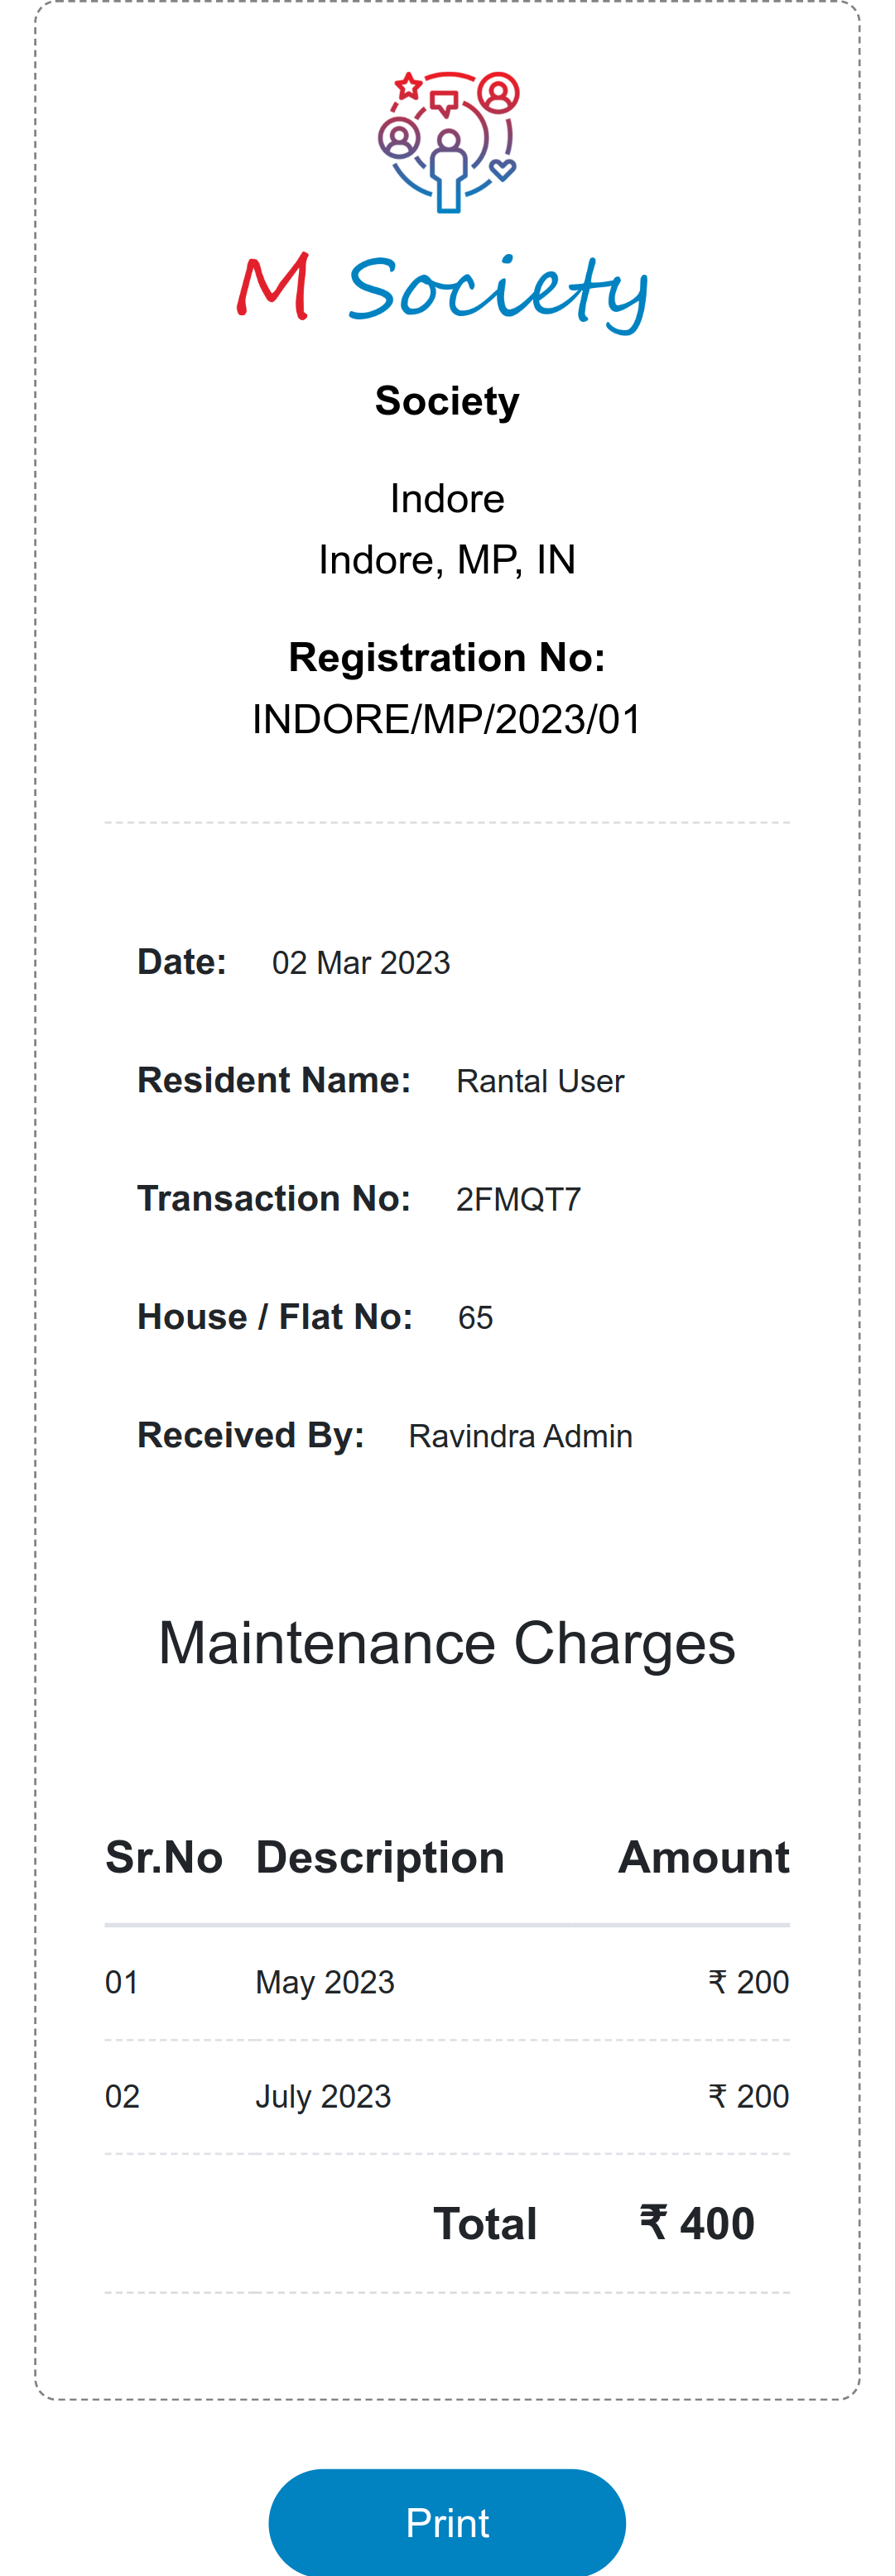 M Society
Society
Indore
Indore, MP, IN
Registration No:
INDORE/MP/2023/01
Date: 02 Mar 2023
Resident Name: Rantal User
Transaction No: 2FMQT7
House / Flat No: 65
Received By: Ravindra Admin
Maintenance Charges
Sr.No Description Amount
01 May 2023 ₹ 200
02 July 2023 ₹ 200
Total ₹ 400
Print